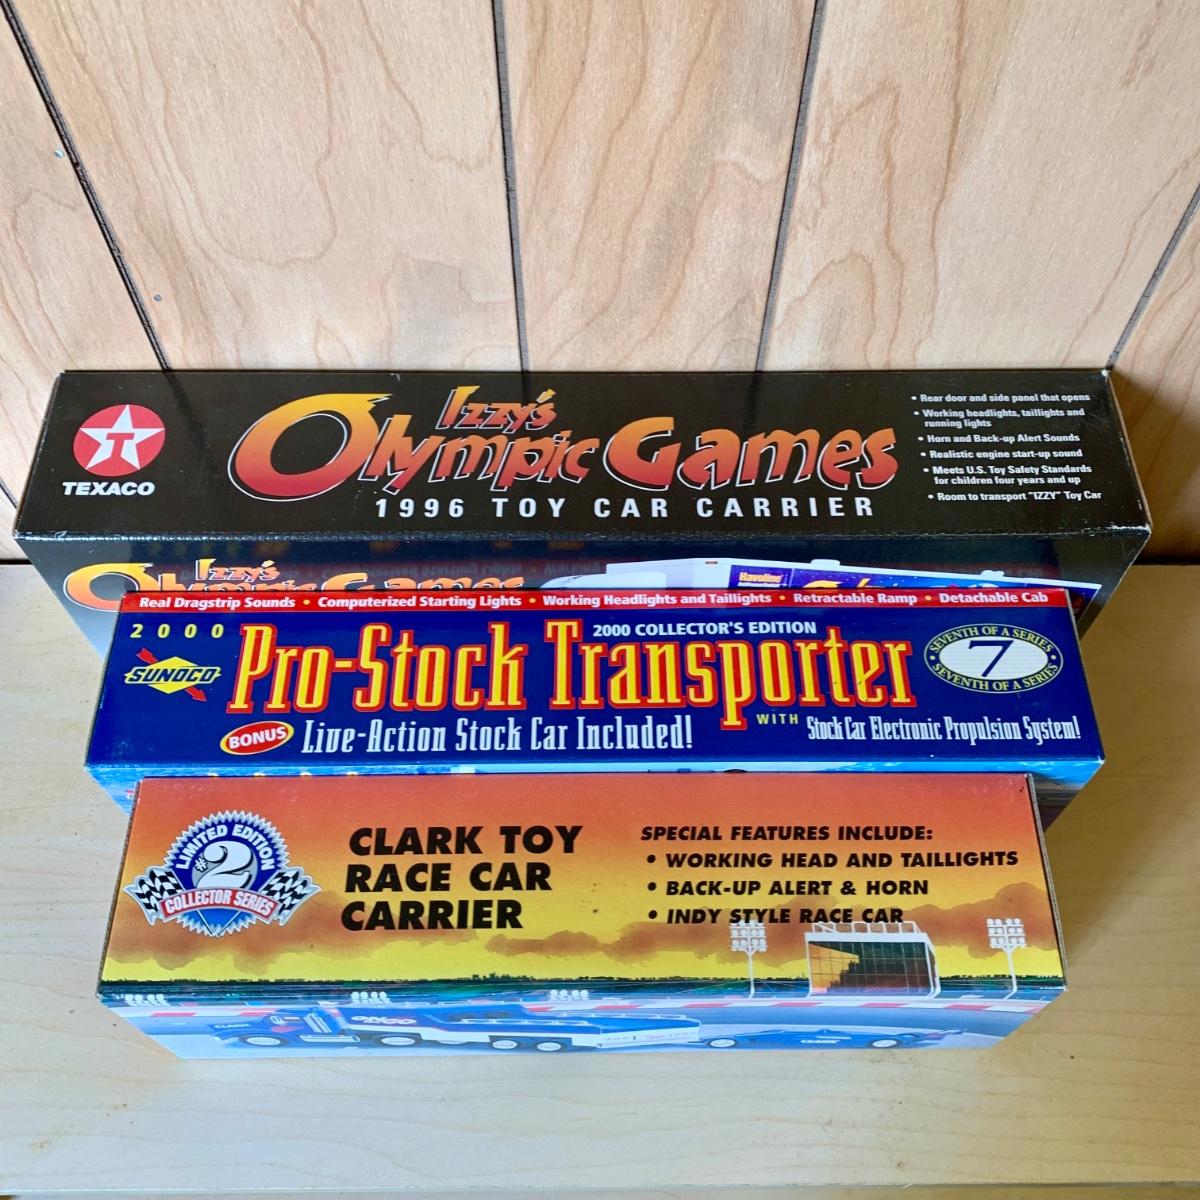 TEXACO
Izzy's
Olympic Games
1996 TOY CAR CARRIER
• Rear door and side panel that opens
• Working headlights, taillights and
running lights
• Horn and Back-up Alert Sounds
• Realistic engine start-up sound
• Meets U.S. Toy Safety Standards
for children four years and up
• Room to transport "IZZY" Toy Car
Izzy's
Olympic Games
Havoline
Real Dragstrip Sounds • Computerized Starting Lights • Working Headlights and Taillights • Retractable Ramp • Detachable Cab
2000
SUNOCO
2000 COLLECTOR'S EDITION
Pro-Stock Transporter
BONUS Live-Action Stock Car Included!
WITH Stock Car Electronic Propulsion System!
SEVENTH OF A SERIES
7
SEVENTH OF A SERIES
LIMITED EDITION
#2
COLLECTOR SERIES
CLARK TOY
RACE CAR
CARRIER
SPECIAL FEATURES INCLUDE:
• WORKING HEAD AND TAILLIGHTS
• BACK-UP ALERT & HORN
• INDY STYLE RACE CAR
CLARK
CLARK